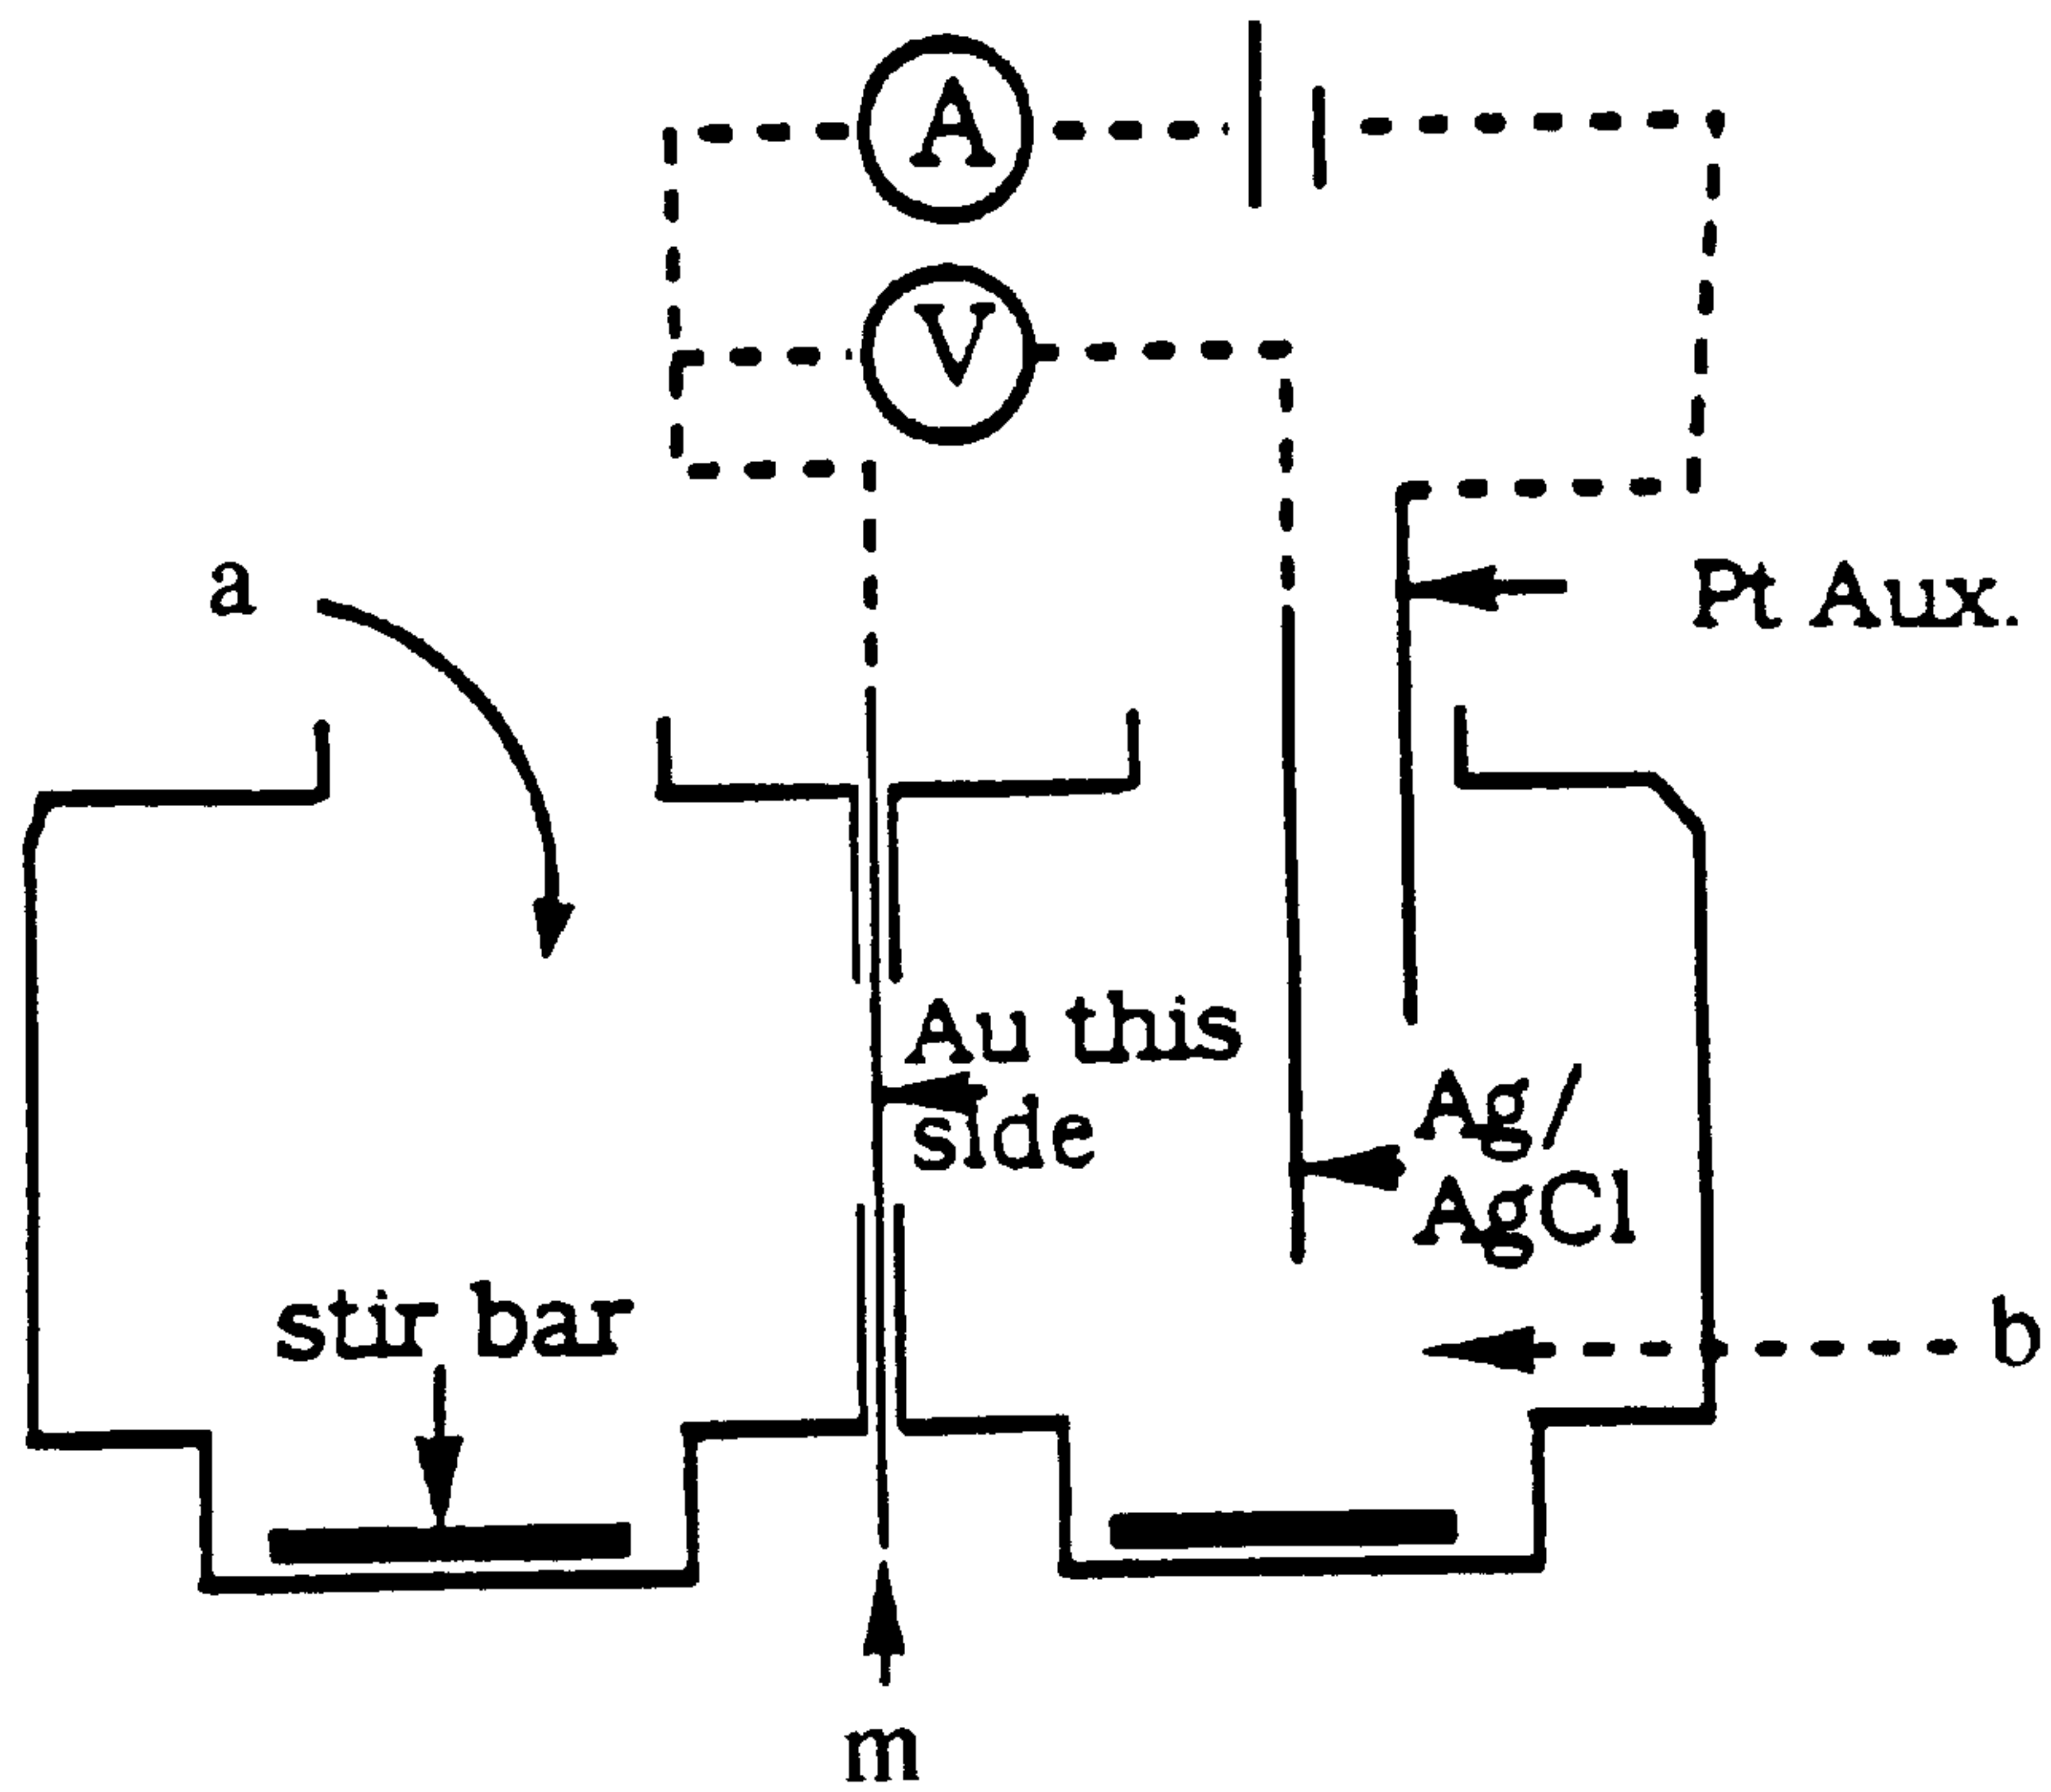 A
V
a
Pt Aux.
Au this
side
Ag/
AgCl
stir bar
b
m